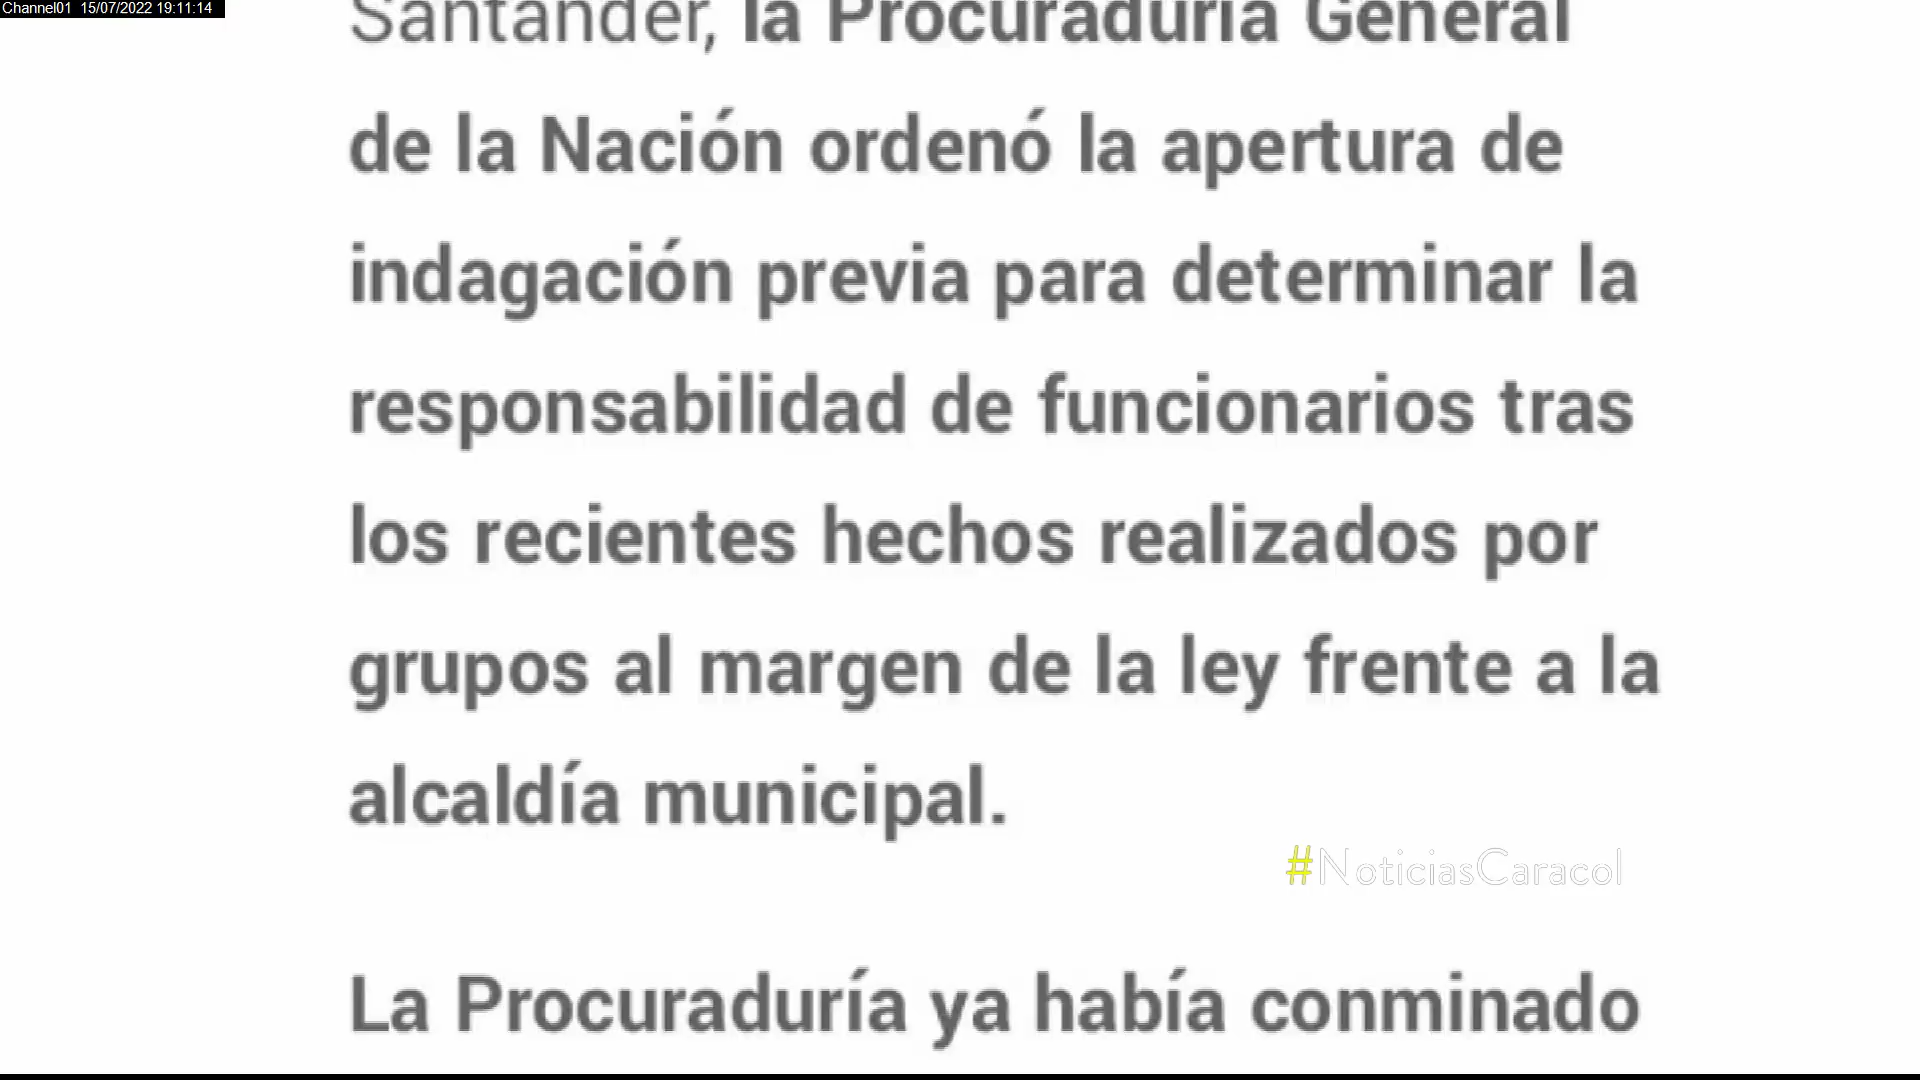 Channel01 15/07/2022 19:11:14
Santander, la Procuraduría General
de la Nación ordenó la apertura de
indagación previa para determinar la
responsabilidad de funcionarios tras
los recientes hechos realizados por
grupos al margen de la ley frente a la
alcaldía municipal.
#NoticiasCaracol
La Procuraduría ya había conminado